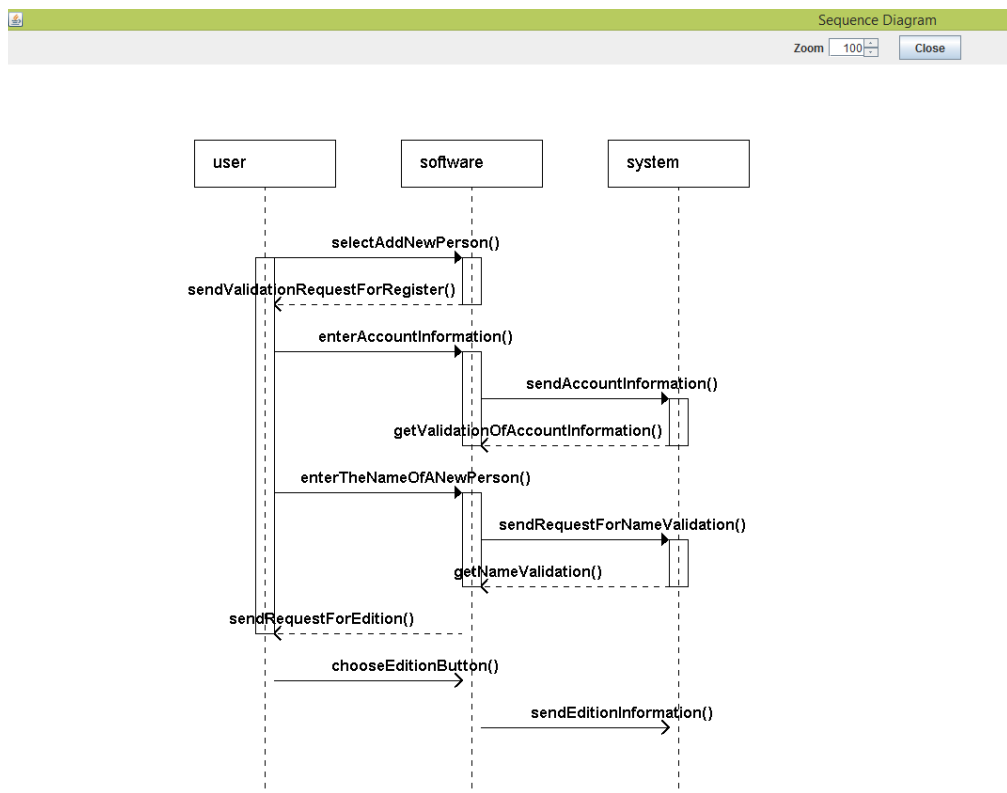 Sequence Diagram
Zoom 100 Close
user software system
selectAddNewPerson()
sendValidationRequestForRegister()
enterAccountInformation()
sendAccountInformation()
getValidationOfAccountInformation()
enterTheNameOfANewPerson()
sendRequestForNameValidation()
getNameValidation()
sendRequestForEdition()
chooseEditionButton()
sendEditionInformation()